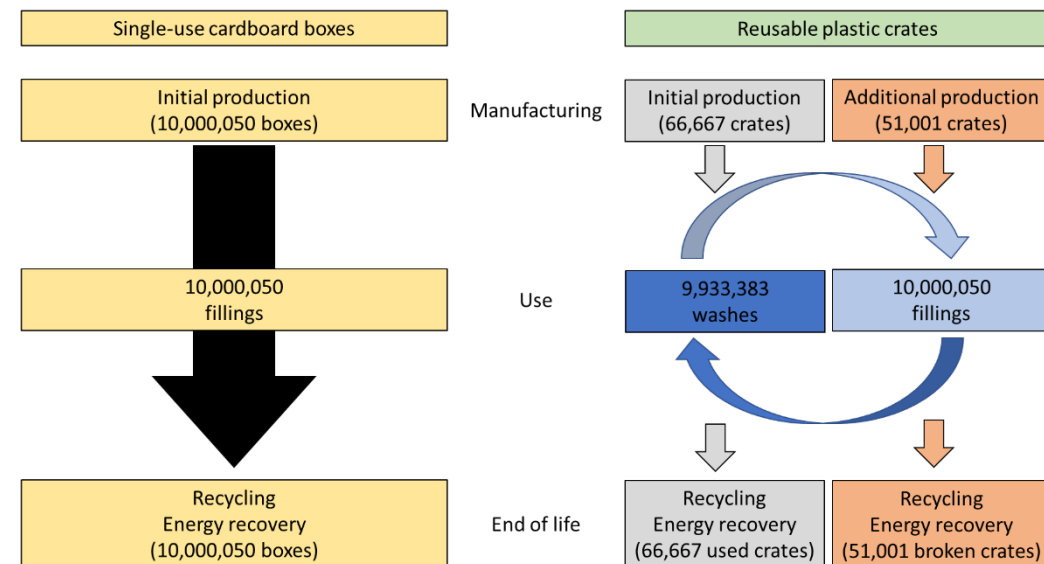 Single-use cardboard boxes
Reusable plastic crates
Initial production
(10,000,050 boxes)
Manufacturing
Initial production
(66,667 crates)
Additional production
(51,001 crates)
10,000,050
fillings
Use
9,933,383
washes
10,000,050
fillings
Recycling
Energy recovery
(10,000,050 boxes)
End of life
Recycling
Energy recovery
(66,667 used crates)
Recycling
Energy recovery
(51,001 broken crates)